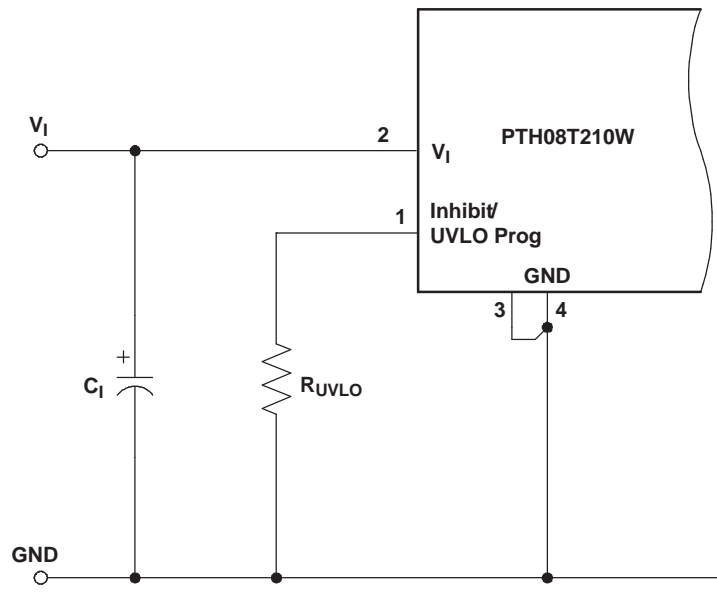 VI
2
VI
PTH08T210W
1
Inhibit/
UVLO Prog
GND
3
4
+
CI
RUVLO
GND